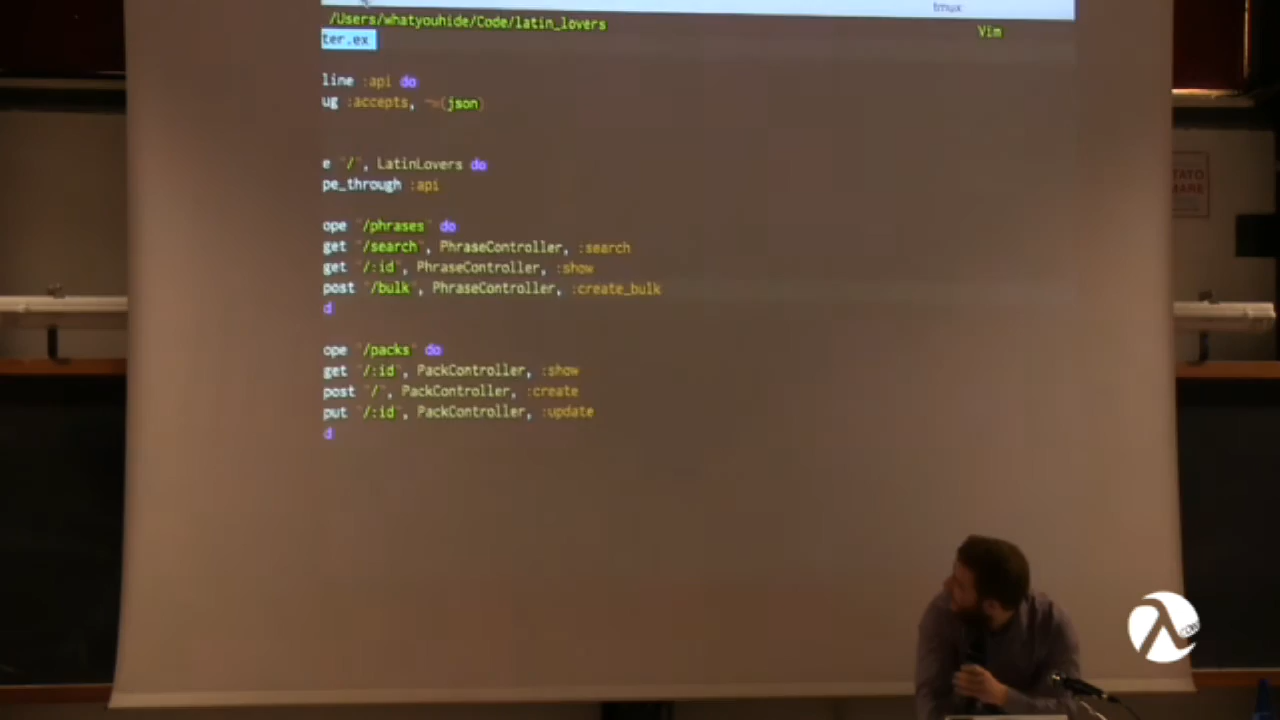 tmux
/Users/whatyouhide/Code/latin_lovers
Vim
ter.ex
line :api do
ug :accepts, ~w(json)
e "/", LatinLovers do
pe_through :api
ope "/phrases" do
get "/search", PhraseController, :search
get "/:id", PhraseController, :show
post "/bulk", PhraseController, :create_bulk
d
ope "/packs" do
get "/:id", PackController, :show
post "/", PackController, :create
put "/:id", PackController, :update
d
TATO
MARE
λ